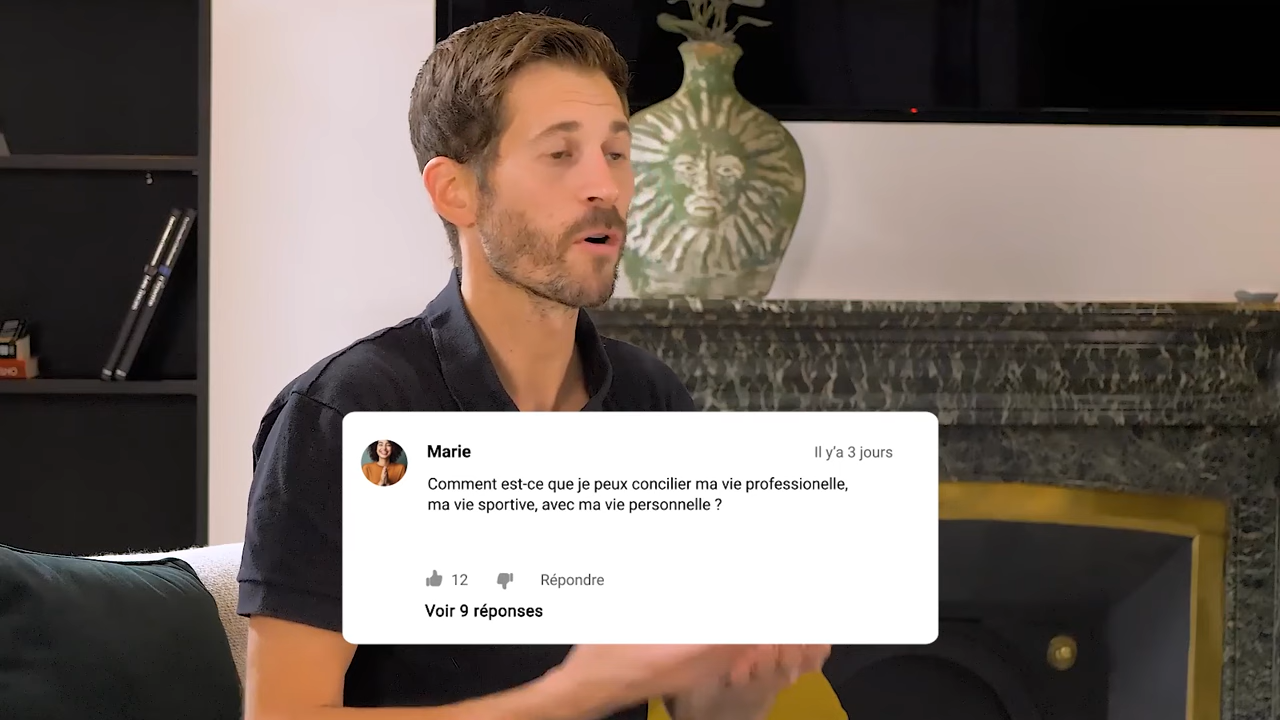 Marie
Il y'a 3 jours
Comment est-ce que je peux concilier ma vie professionelle,
ma vie sportive, avec ma vie personnelle ?
12
Répondre
Voir 9 réponses